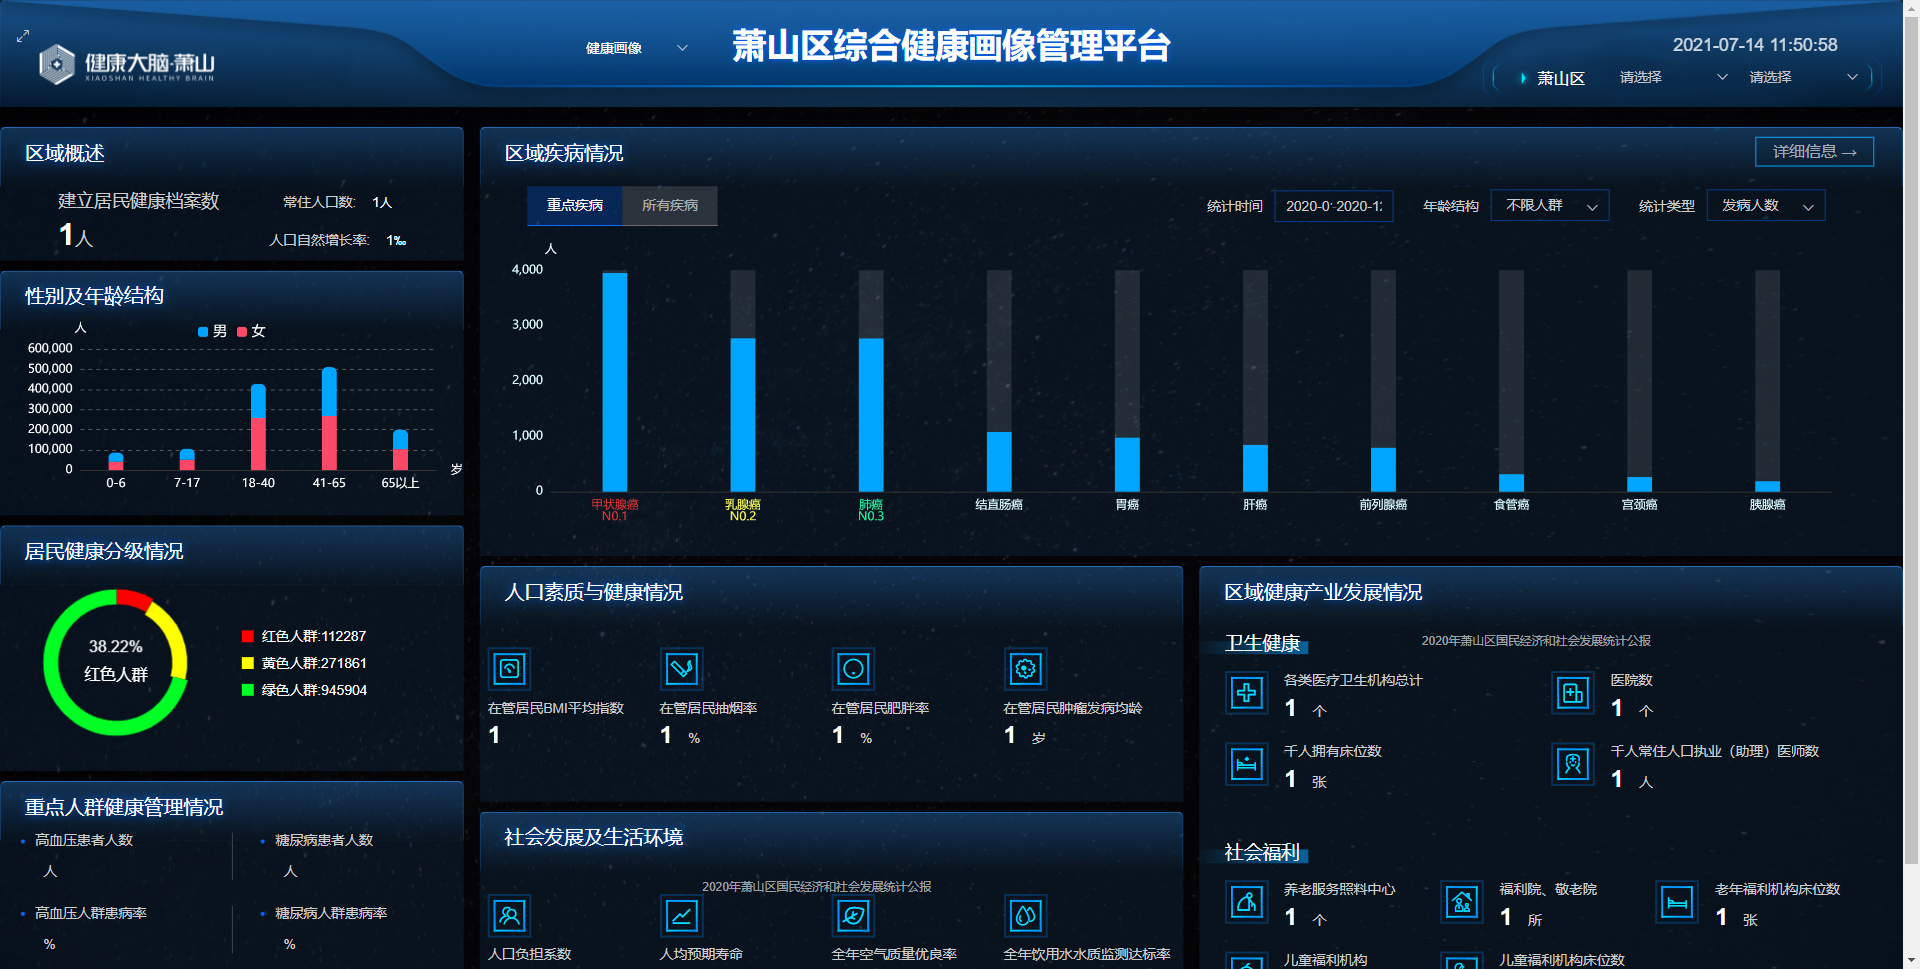 健康大脑·萧山
XIAOSHAN HEALTHY BRAIN
健康画像
萧山区综合健康画像管理平台
2021-07-14 11:50:58
萧山区 请选择 请选择
区域概述
建立居民健康档案数
1人
常住人口数: 1人
人口自然增长率: 1‰
性别及年龄结构
人
男 女
600,000
500,000
400,000
300,000
200,000
100,000
0
岁
0-6 7-17 18-40 41-65 65以上
居民健康分级情况
38.22%
红色人群
红色人群:112287
黄色人群:271861
绿色人群:945904
重点人群健康管理情况
高血压患者人数
人
糖尿病患者人数
人
高血压人群患病率
%
糖尿病人群患病率
%
区域疾病情况
详细信息→
重点疾病 所有疾病
统计时间 2020-0 -2020-1
年龄结构 不限人群
统计类型 发病人数
人
4,000
3,000
2,000
1,000
0
甲状腺癌 乳腺癌 肺癌 结直肠癌 胃癌 肝癌 前列腺癌 食管癌 宫颈癌 胰腺癌
NO.1 NO.2 NO.3
人口素质与健康情况
在管居民BMI平均指数
1
在管居民抽烟率
1 %
在管居民肥胖率
1 %
在管居民肿瘤发病均龄
1 岁
社会发展及生活环境
2020年萧山区国民经济和社会发展统计公报
人口负担系数
人均预期寿命
全年空气质量优良率
全年饮用水水质监测达标率
区域健康产业发展情况
卫生健康
2020年萧山区国民经济和社会发展统计公报
各类医疗卫生机构总计
1 个
医院数
1 个
千人拥有床位数
1 张
千人常住人口执业（助理）医师数
1 人
社会福利
养老服务照料中心
1 个
福利院、敬老院
1 所
老年福利机构床位数
1 张
儿童福利机构
儿童福利机构床位数